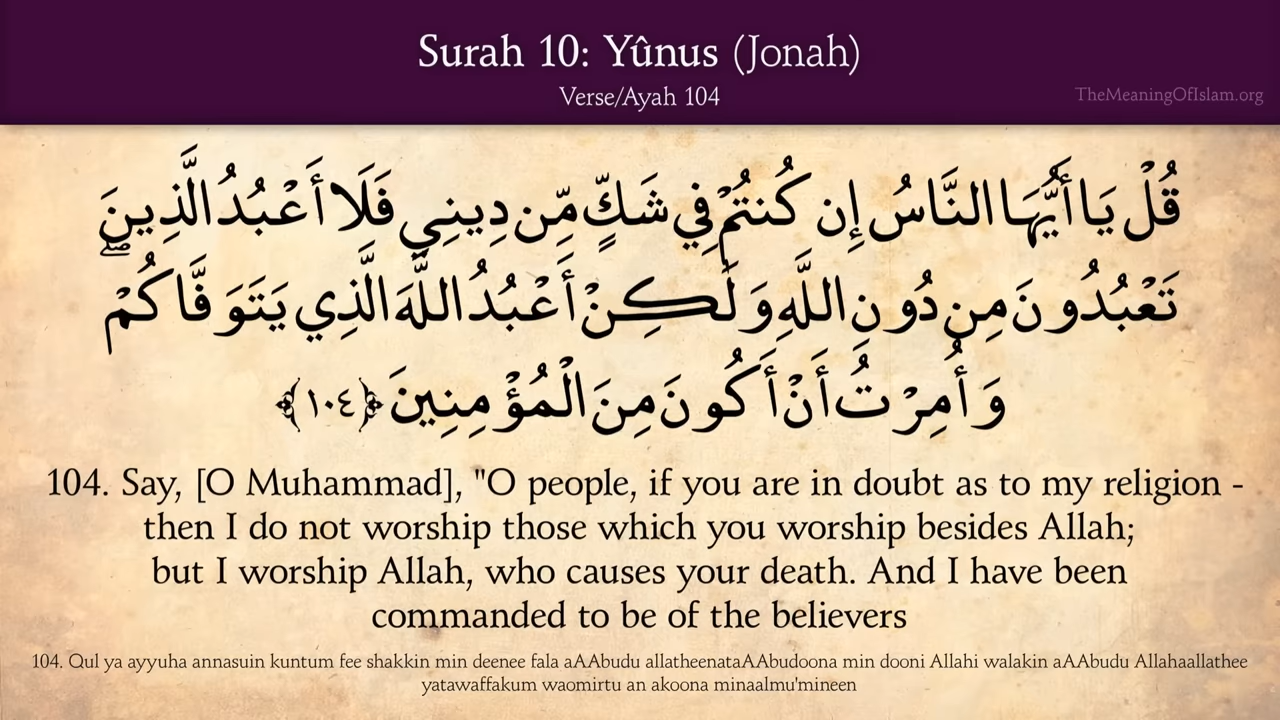 Surah 10: Yûnus (Jonah)
Verse/Ayah 104
TheMeaningOfIslam.org
قُلْ يَا أَيُّهَا النَّاسُ إِن كُنتُمْ فِي شَكٍّ مِّن دِينِي فَلَا أَعْبُدُ الَّذِينَ
تَعْبُدُونَ مِن دُونِ اللَّهِ وَلَٰكِنْ أَعْبُدُ اللَّهَ الَّذِي يَتَوَفَّاكُمْ ۖ
وَأُمِرْتُ أَنْ أَكُونَ مِنَ الْمُؤْمِنِينَ ﴿١٠٤﴾
104. Say, [O Muhammad], "O people, if you are in doubt as to my religion -
then I do not worship those which you worship besides Allah;
but I worship Allah, who causes your death. And I have been
commanded to be of the believers
104. Qul ya ayyuha annasuin kuntum fee shakkin min deenee fala aAAbudu allatheenataAAbudoona min dooni Allahi walakin aAAbudu Allahaallathee
yatawaffakum waomirtu an akoona minaalmu'mineen